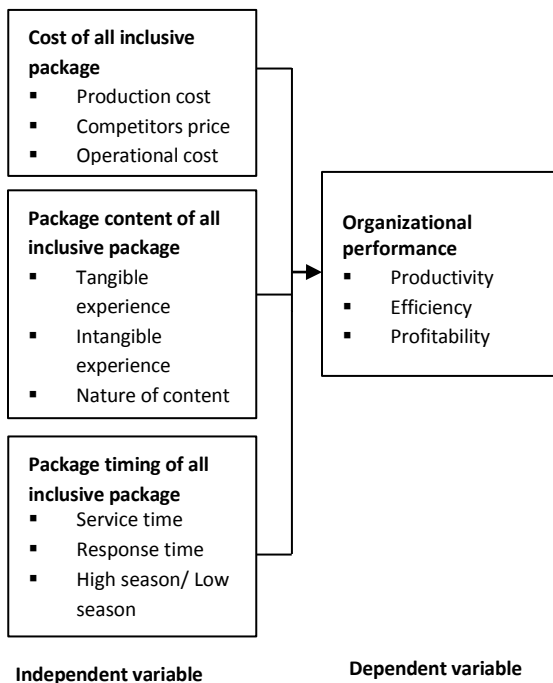 Cost of all inclusive
package
▪ Production cost
▪ Competitors price
▪ Operational cost
Package content of all
inclusive package
▪ Tangible
experience
▪ Intangible
experience
▪ Nature of content
Package timing of all
inclusive package
▪ Service time
▪ Response time
▪ High season/ Low
season
Independent variable
Organizational
performance
▪ Productivity
▪ Efficiency
▪ Profitability
Dependent variable